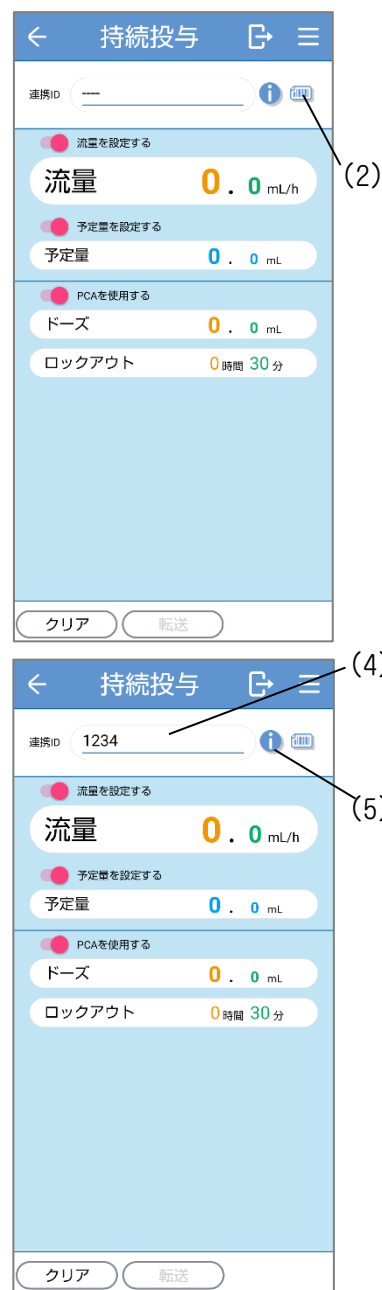 持続投与
連携ID ----
(2)
流量を設定する
流量 0.0 mL/h
予定量を設定する
予定量 0.0 mL
PCAを使用する
ドーズ 0.0 mL
ロックアウト 0時間 30分
クリア 転送
(4)
持続投与
連携ID 1234
(5)
流量を設定する
流量 0.0 mL/h
予定量を設定する
予定量 0.0 mL
PCAを使用する
ドーズ 0.0 mL
ロックアウト 0時間 30分
クリア 転送